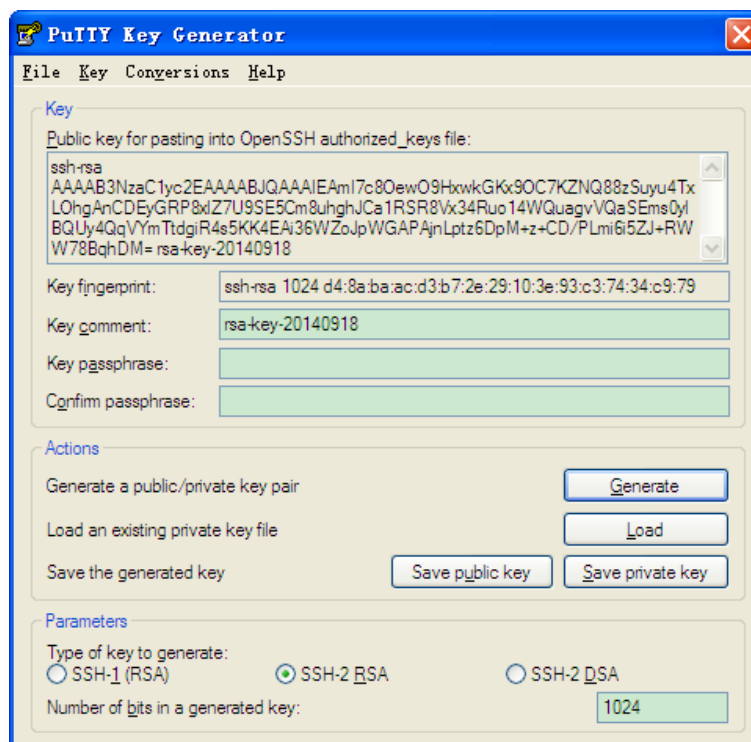 PuTTY Key Generator
File Key Conversions Help
Key
Public key for pasting into OpenSSH authorized_keys file:
ssh-rsa
AAAAB3NzaC1yc2EAAAABJQAAAIEAmI7c8OewO9HxwkGKx9OC7KZNQ88zSuyu4Tx
LOhgAnCDEyGRP8xIZ7U9SE5Cm8uhghJCa1RSR8Vx34Ruo14WQuagvVQaSEms0yI
BQUy4QqVYmTtdgiR4s5KK4EAi36WZoJpWGAPAjnLptz6DpM+z+CD/PLmi6i5ZJ+RW
W78BqhDM= rsa-key-20140918
Key fingerprint: ssh-rsa 1024 d4:8a:ba:ac:d3:b7:2e:29:10:3e:93:c3:74:34:c9:79
Key comment: rsa-key-20140918
Key passphrase:
Confirm passphrase:
Actions
Generate a public/private key pair Generate
Load an existing private key file Load
Save the generated key Save public key Save private key
Parameters
Type of key to generate:
SSH-1 (RSA) SSH-2 RSA SSH-2 DSA
Number of bits in a generated key: 1024